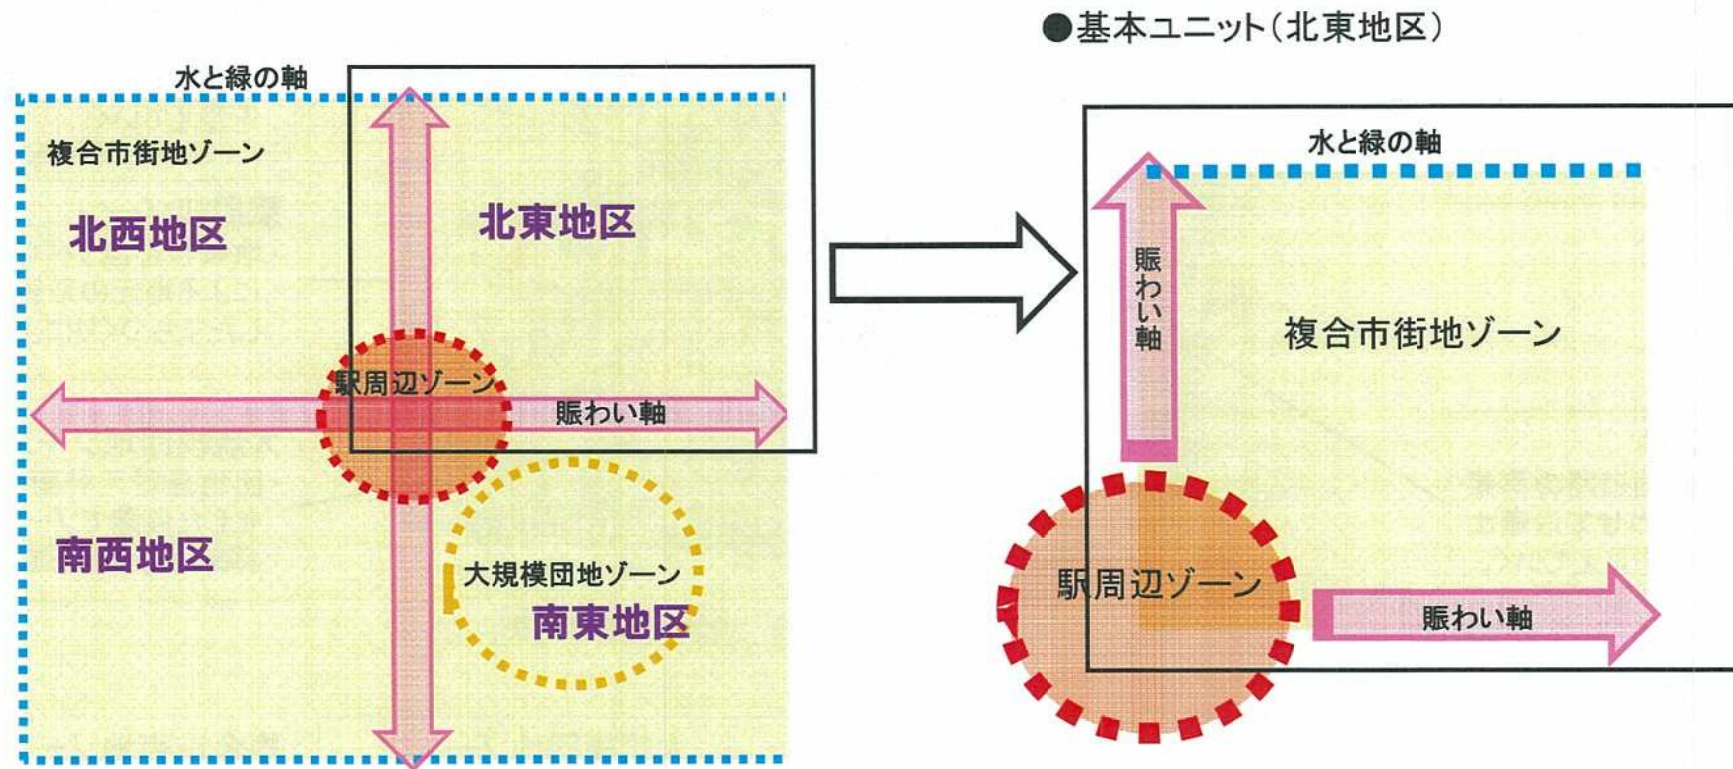 ●基本ユニット（北東地区）
水と緑の軸
複合市街地ゾーン
北西地区
北東地区
駅周辺ゾーン
賑わい軸
南西地区
大規模団地ゾーン
南東地区
水と緑の軸
賑わい軸
複合市街地ゾーン
駅周辺ゾーン
賑わい軸